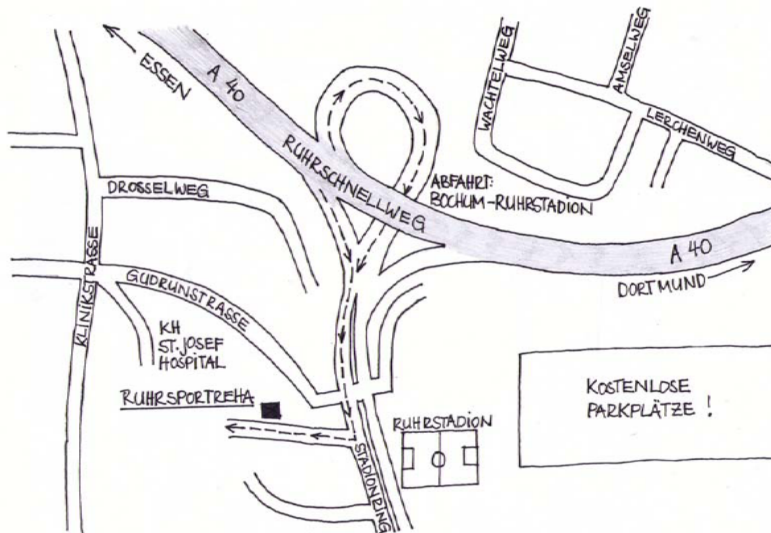 ESSEN
A 40
WACHTELWEG
AMSELWEG
LERCHENWEG
RUHRSCHNELLWEG
DROSSELWEG
ABFAHRT:
BOCHUM-RUHRSTADION
KLINIKSTRASSE
GUDRUNSTRASSE
A 40
DORTMUND
KH
ST. JOSEF
HOSPITAL
RUHRSPORTREHA
RUHRSTADION
KOSTENLOSE
PARKPLÄTZE !
STADIONRING